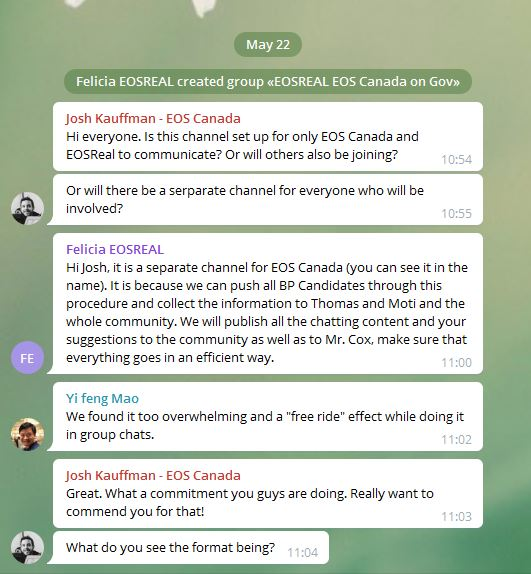 May 22
Felicia EOSREAL created group «EOSREAL EOS Canada on Gov»
Josh Kauffman - EOS Canada
Hi everyone. Is this channel set up for only EOS Canada and
EOSReal to communicate? Or will others also be joining?
10:54
Or will there be a serparate channel for everyone who will be
involved?
10:55
Felicia EOSREAL
Hi Josh, it is a separate channel for EOS Canada (you can see it in the
name). It is because we can push all BP Candidates through this
procedure and collect the information to Thomas and Moti and the
whole community. We will publish all the chatting content and your
suggestions to the community as well as to Mr. Cox, make sure that
everything goes in an efficient way.
FE
11:00
Yi feng Mao
We found it too overwhelming and a "free ride" effect while doing it
in group chats.
11:02
Josh Kauffman - EOS Canada
Great. What a commitment you guys are doing. Really want to
commend you for that!
11:03
What do you see the format being? 11:04